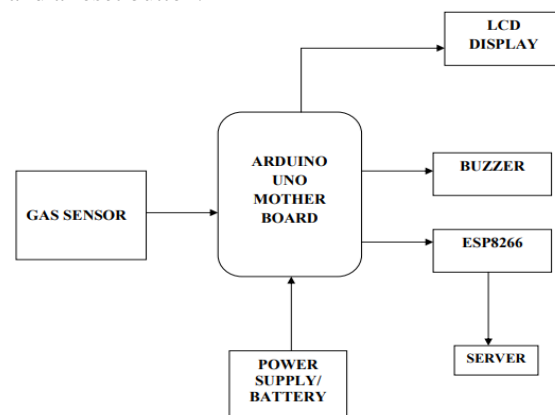 LCD
DISPLAY
ARDUINO
UNO
MOTHER
BOARD
BUZZER
GAS SENSOR
ESP8266
POWER
SUPPLY/
BATTERY
SERVER